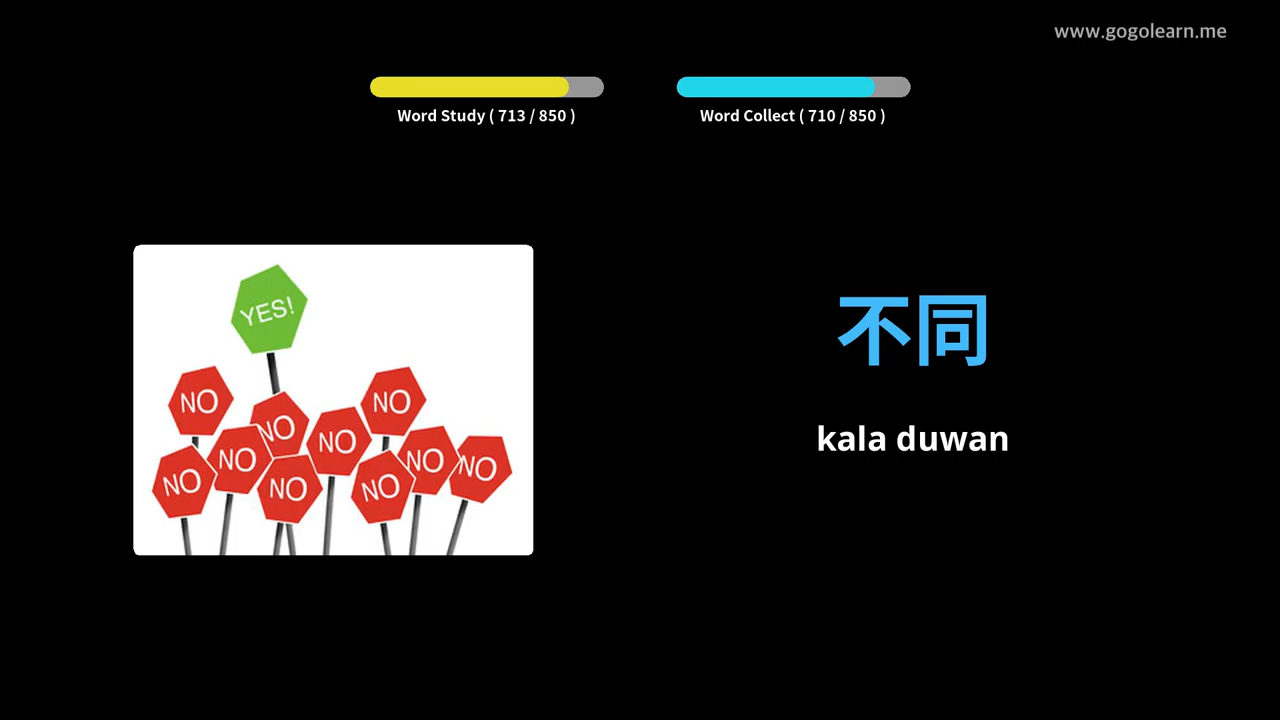 www.gogolearn.me
Word Study ( 713 / 850 )
Word Collect ( 710 / 850 )
YES!
NO
NO
NO
NO
NO
NO
NO
NO
NO
NO
不同
kala duwan